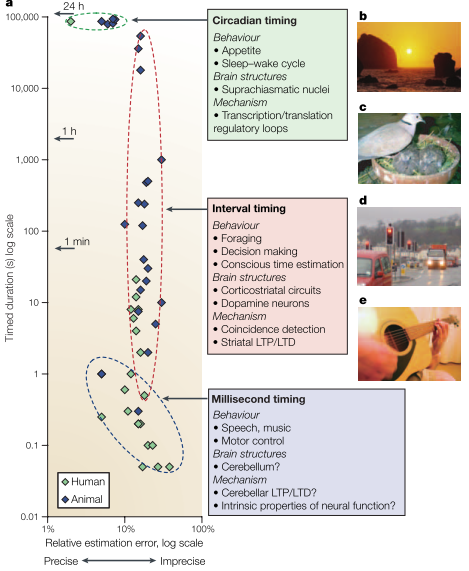 a
24 h
100,000
10,000
1 h
1,000
100
1 min
10
1
0.1
0.01
1%
10%
100%
Timed duration (s) log scale
Relative estimation error, log scale
Precise
Imprecise
Human
Animal
Circadian timing
Behaviour
• Appetite
• Sleep–wake cycle
Brain structures
• Suprachiasmatic nuclei
Mechanism
• Transcription/translation
regulatory loops
Interval timing
Behaviour
• Foraging
• Decision making
• Conscious time estimation
Brain structures
• Corticostriatal circuits
• Dopamine neurons
Mechanism
• Coincidence detection
• Striatal LTP/LTD
Millisecond timing
Behaviour
• Speech, music
• Motor control
Brain structures
• Cerebellum?
Mechanism
• Cerebellar LTP/LTD?
• Intrinsic properties of neural function?
b
c
d
e